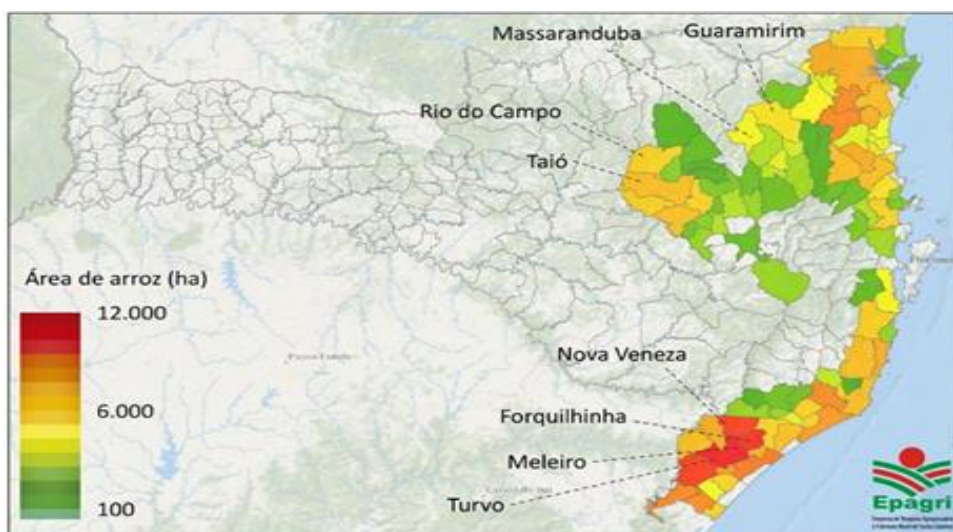 Massaranduba
Guaramirim
Rio do Campo
Taió
Área de arroz (ha)
12.000
6.000
100
Nova Veneza
Forquilhinha
Meleiro
Turvo
Epagri